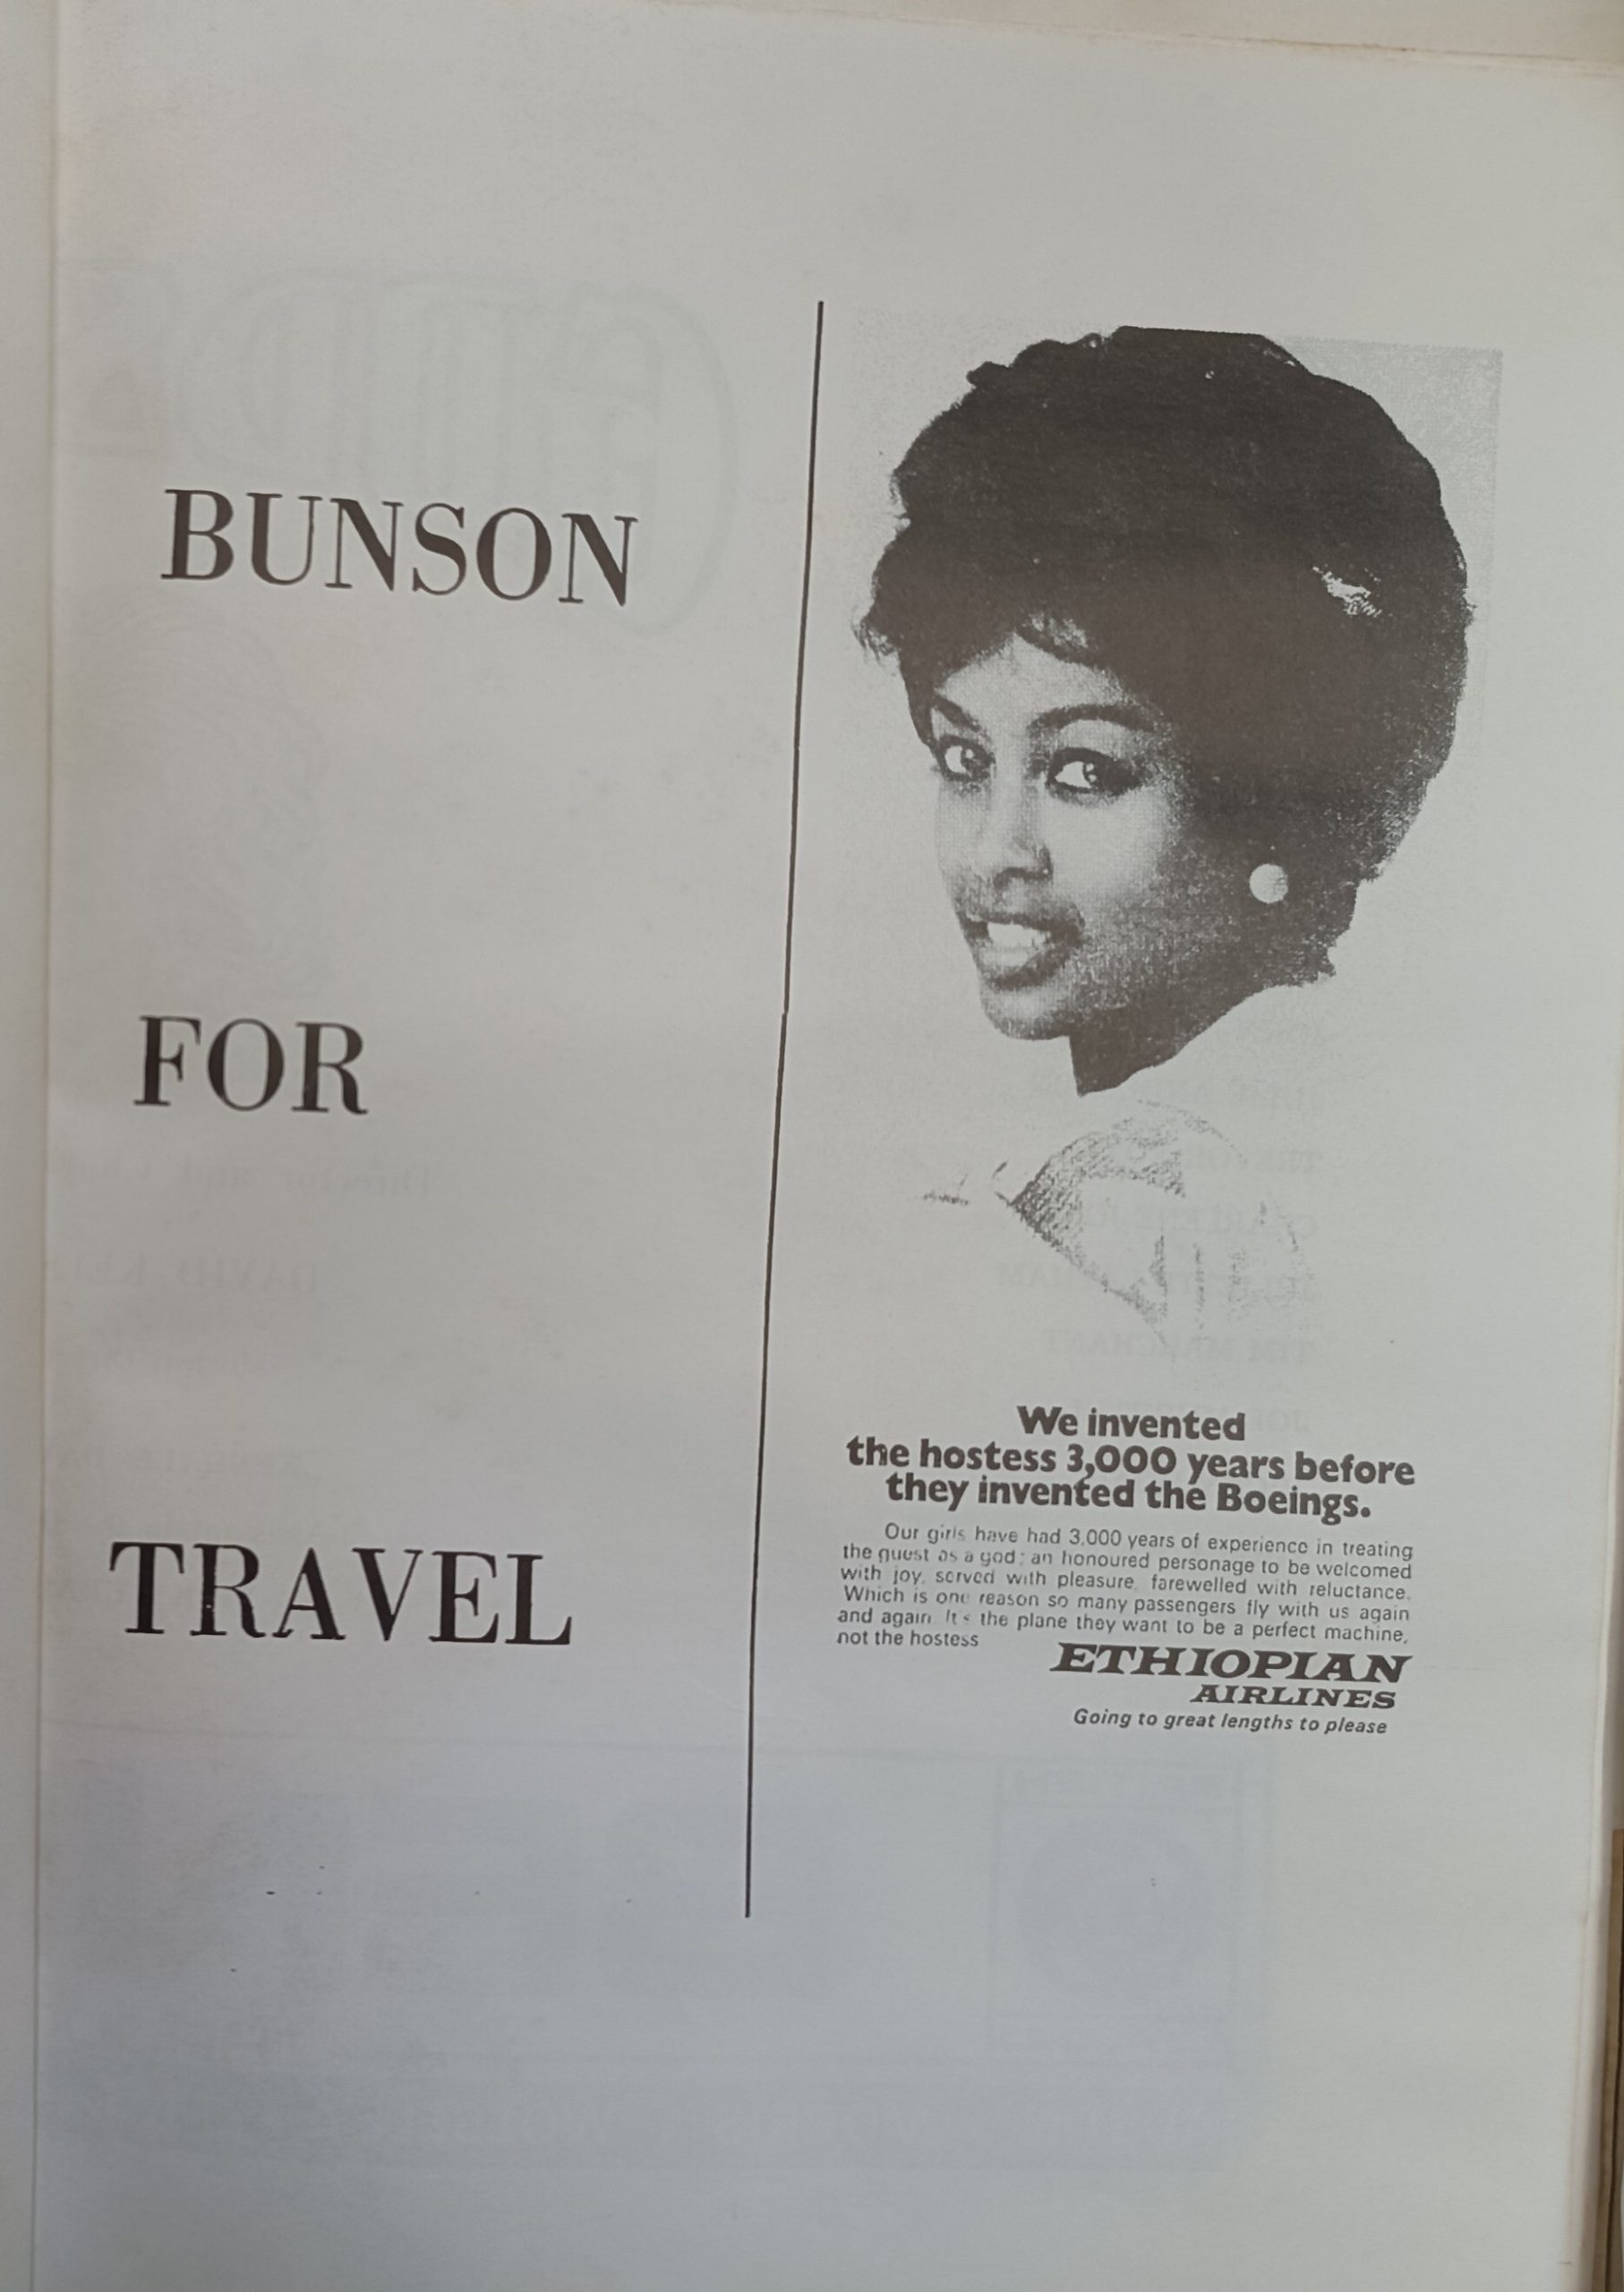 BUNSON
FOR
TRAVEL
We invented
the hostess 3,000 years before
they invented the Boeings.
Our girls have had 3,000 years of experience in treating
the guest as a god; an honoured personage to be welcomed
with joy, served with pleasure, farewelled with reluctance.
Which is one reason so many passengers fly with us again
and again. It's the plane they want to be a perfect machine,
not the hostess
ETHIOPIAN
AIRLINES
Going to great lengths to please